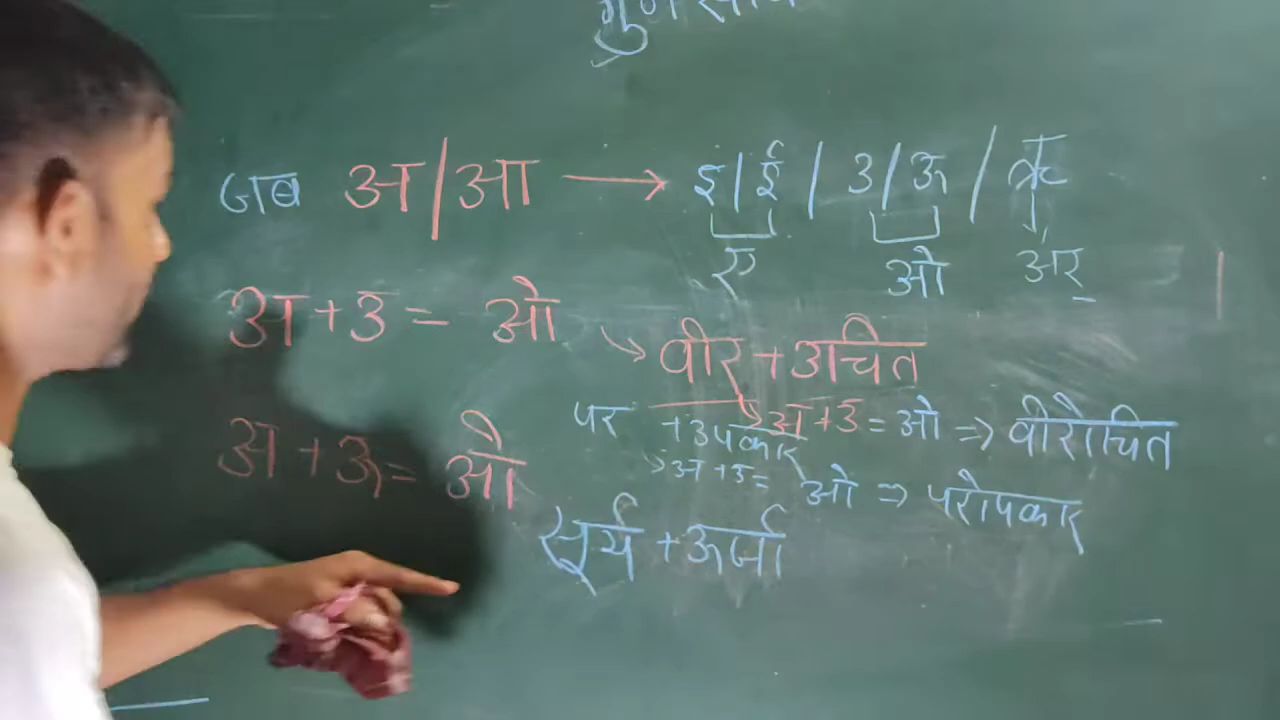 गुण संधि
जब अ/आ → इ/ई / उ/ऊ / ऋ
ए ओ अर्
अ+उ = ओ ↘ वीर+उचित
अ+उ = ओ ⇒ वीरोचित
पर +उपकार
अ+ऊ = ओ
अ+उ = ओ ⇒ परोपकार
सूर्य+ऊर्जा